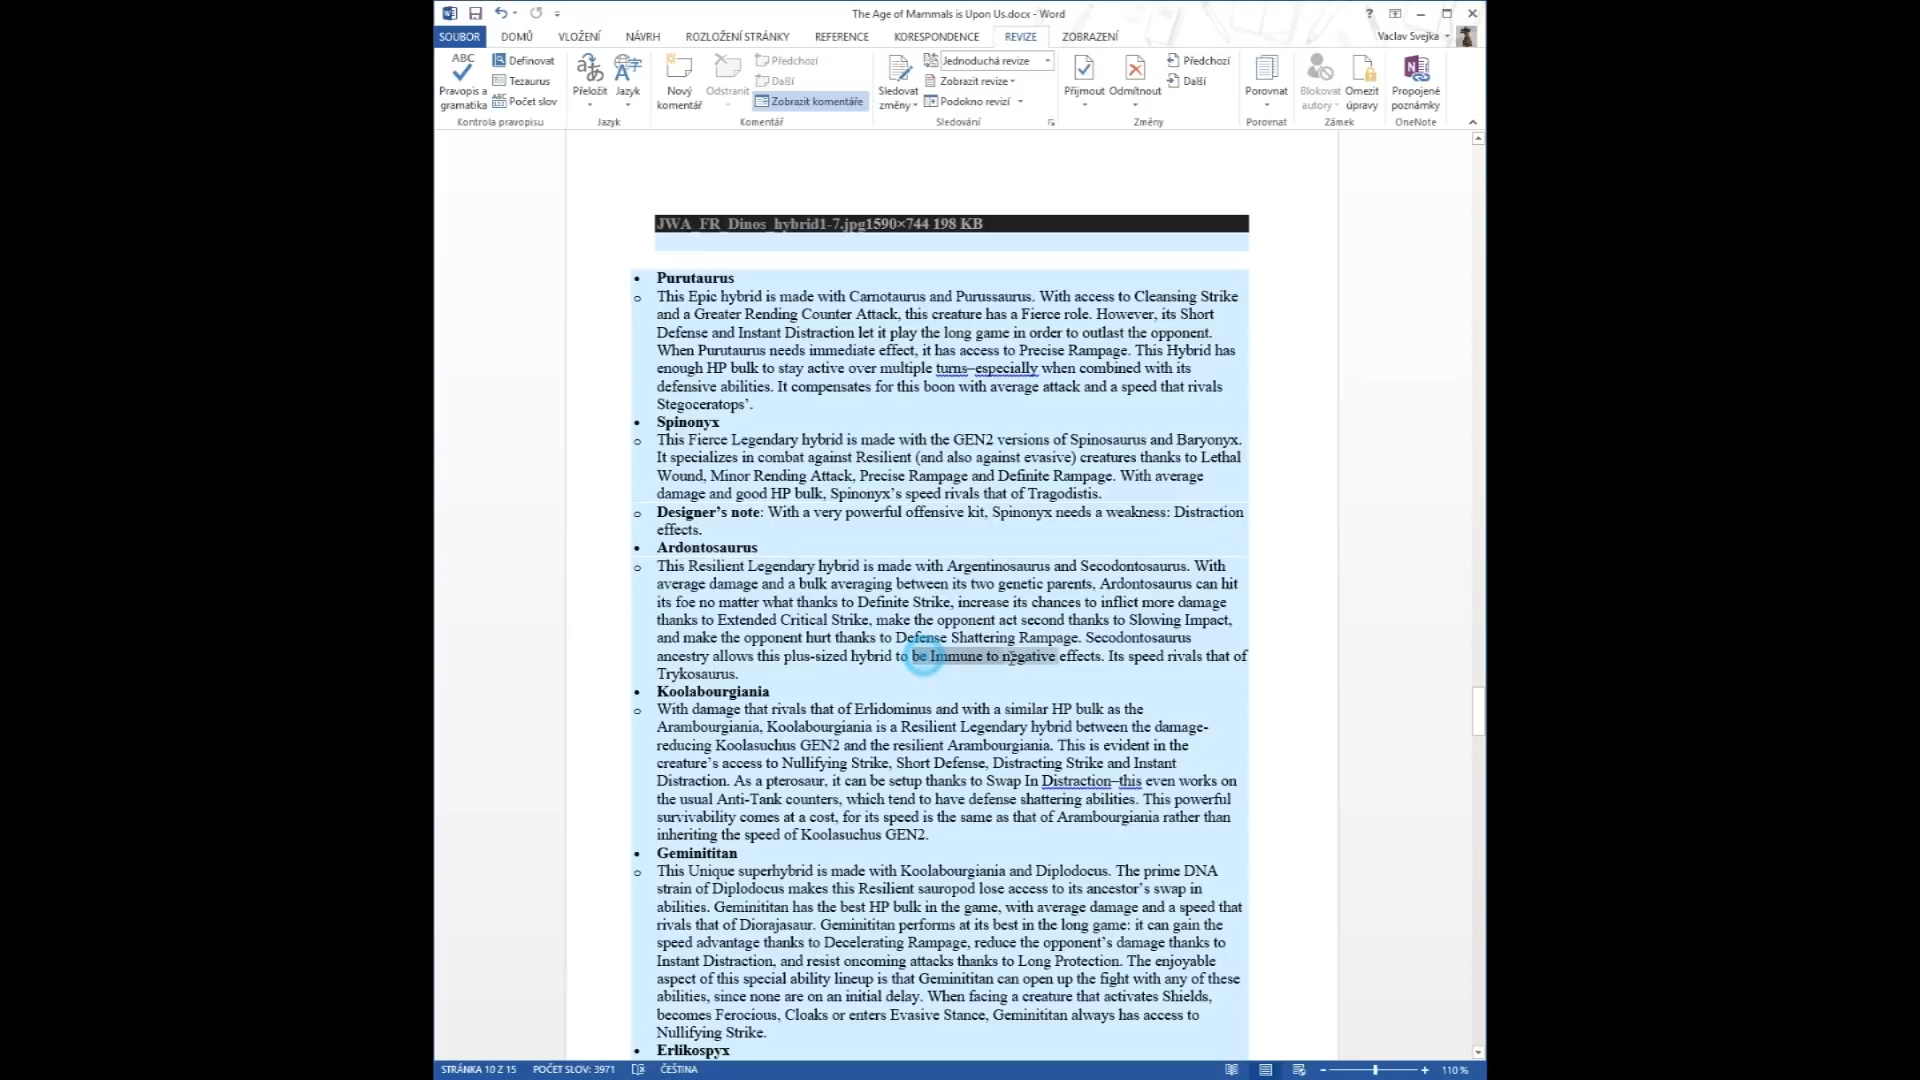 The Age of Mammals is Upon Us.docx - Word
SOUBOR DOMŮ VLOŽENÍ NÁVRH ROZLOŽENÍ STRÁNKY REFERENCE KORESPONDENCE REVIZE ZOBRAZENÍ Vaclav Svejka
ABC Pravopis a gramatika
Definovat
Tezaurus
ABC 123 Počet slov
Kontrola pravopisu
Přeložit Jazyk
Jazyk
Nový komentář
Odstranit
Předchozí
Další
Zobrazit komentáře
Komentář
Sledovat změny
Jednoduchá revize
Zobrazit revize
Podokno revizí
Sledování
Přijmout Odmítnout
Předchozí
Další
Změny
Porovnat
Porovnat
Blokovat autory
Omezit úpravy
Zámek
Propojené poznámky
OneNote
JWA_FR_Dinos_hybrid1-7.jpg1590×744 198 KB
• Purutaurus
o This Epic hybrid is made with Carnotaurus and Purussaurus. With access to Cleansing Strike
and a Greater Rending Counter Attack, this creature has a Fierce role. However, its Short
Defense and Instant Distraction let it play the long game in order to outlast the opponent.
When Purutaurus needs immediate effect, it has access to Precise Rampage. This Hybrid has
enough HP bulk to stay active over multiple turns–especially when combined with its
defensive abilities. It compensates for this boon with average attack and a speed that rivals
Stegoceratops’.
• Spinonyx
o This Fierce Legendary hybrid is made with the GEN2 versions of Spinosaurus and Baryonyx.
It specializes in combat against Resilient (and also against evasive) creatures thanks to Lethal
Wound, Minor Rending Attack, Precise Rampage and Definite Rampage. With average
damage and good HP bulk, Spinonyx’s speed rivals that of Tragodistis.
o Designer’s note: With a very powerful offensive kit, Spinonyx needs a weakness: Distraction
effects.
• Ardontosaurus
o This Resilient Legendary hybrid is made with Argentinosaurus and Secodontosaurus. With
average damage and a bulk averaging between its two genetic parents, Ardontosaurus can hit
its foe no matter what thanks to Definite Strike, increase its chances to inflict more damage
thanks to Extended Critical Strike, make the opponent act second thanks to Slowing Impact,
and make the opponent hurt thanks to Defense Shattering Rampage. Secodontosaurus
ancestry allows this plus-sized hybrid to be Immune to negative effects. Its speed rivals that of
Trykosaurus.
• Koolabourgiania
o With damage that rivals that of Erlidominus and with a similar HP bulk as the
Arambourgiania, Koolabourgiania is a Resilient Legendary hybrid between the damage-
reducing Koolasuchus GEN2 and the resilient Arambourgiania. This is evident in the
creature’s access to Nullifying Strike, Short Defense, Distracting Strike and Instant
Distraction. As a pterosaur, it can be setup thanks to Swap In Distraction–this even works on
the usual Anti-Tank counters, which tend to have defense shattering abilities. This powerful
survivability comes at a cost, for its speed is the same as that of Arambourgiania rather than
inheriting the speed of Koolasuchus GEN2.
• Geminititan
o This Unique superhybrid is made with Koolabourgiania and Diplodocus. The prime DNA
strain of Diplodocus makes this Resilient sauropod lose access to its ancestor’s swap in
abilities. Geminititan has the best HP bulk in the game, with average damage and a speed that
rivals that of Diorajasaur. Geminititan performs at its best in the long game: it can gain the
speed advantage thanks to Decelerating Rampage, reduce the opponent’s damage thanks to
Instant Distraction, and resist oncoming attacks thanks to Long Protection. The enjoyable
aspect of this special ability lineup is that Geminititan can open up the fight with any of these
abilities, since none are on an initial delay. When facing a creature that activates Shields,
becomes Ferocious, Cloaks or enters Evasive Stance, Geminititan always has access to
Nullifying Strike.
• Erlikospyx
STRÁNKA 10 Z 15 POČET SLOV: 3971 ČEŠTINA 110 %